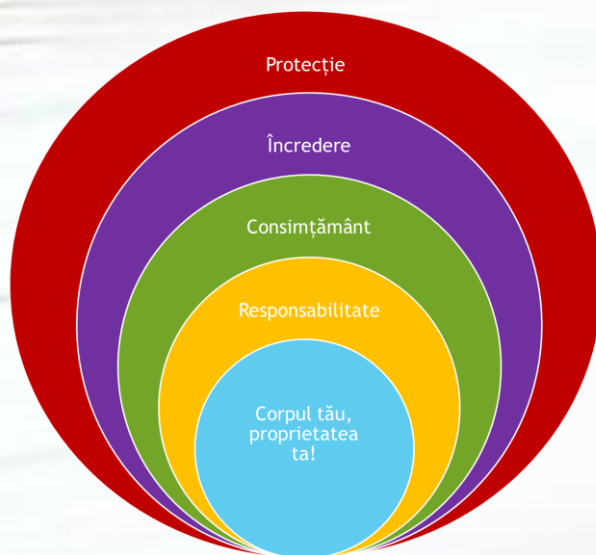 Protecție
Încredere
Consimțământ
Responsabilitate
Corpul tău,
proprietatea
ta!